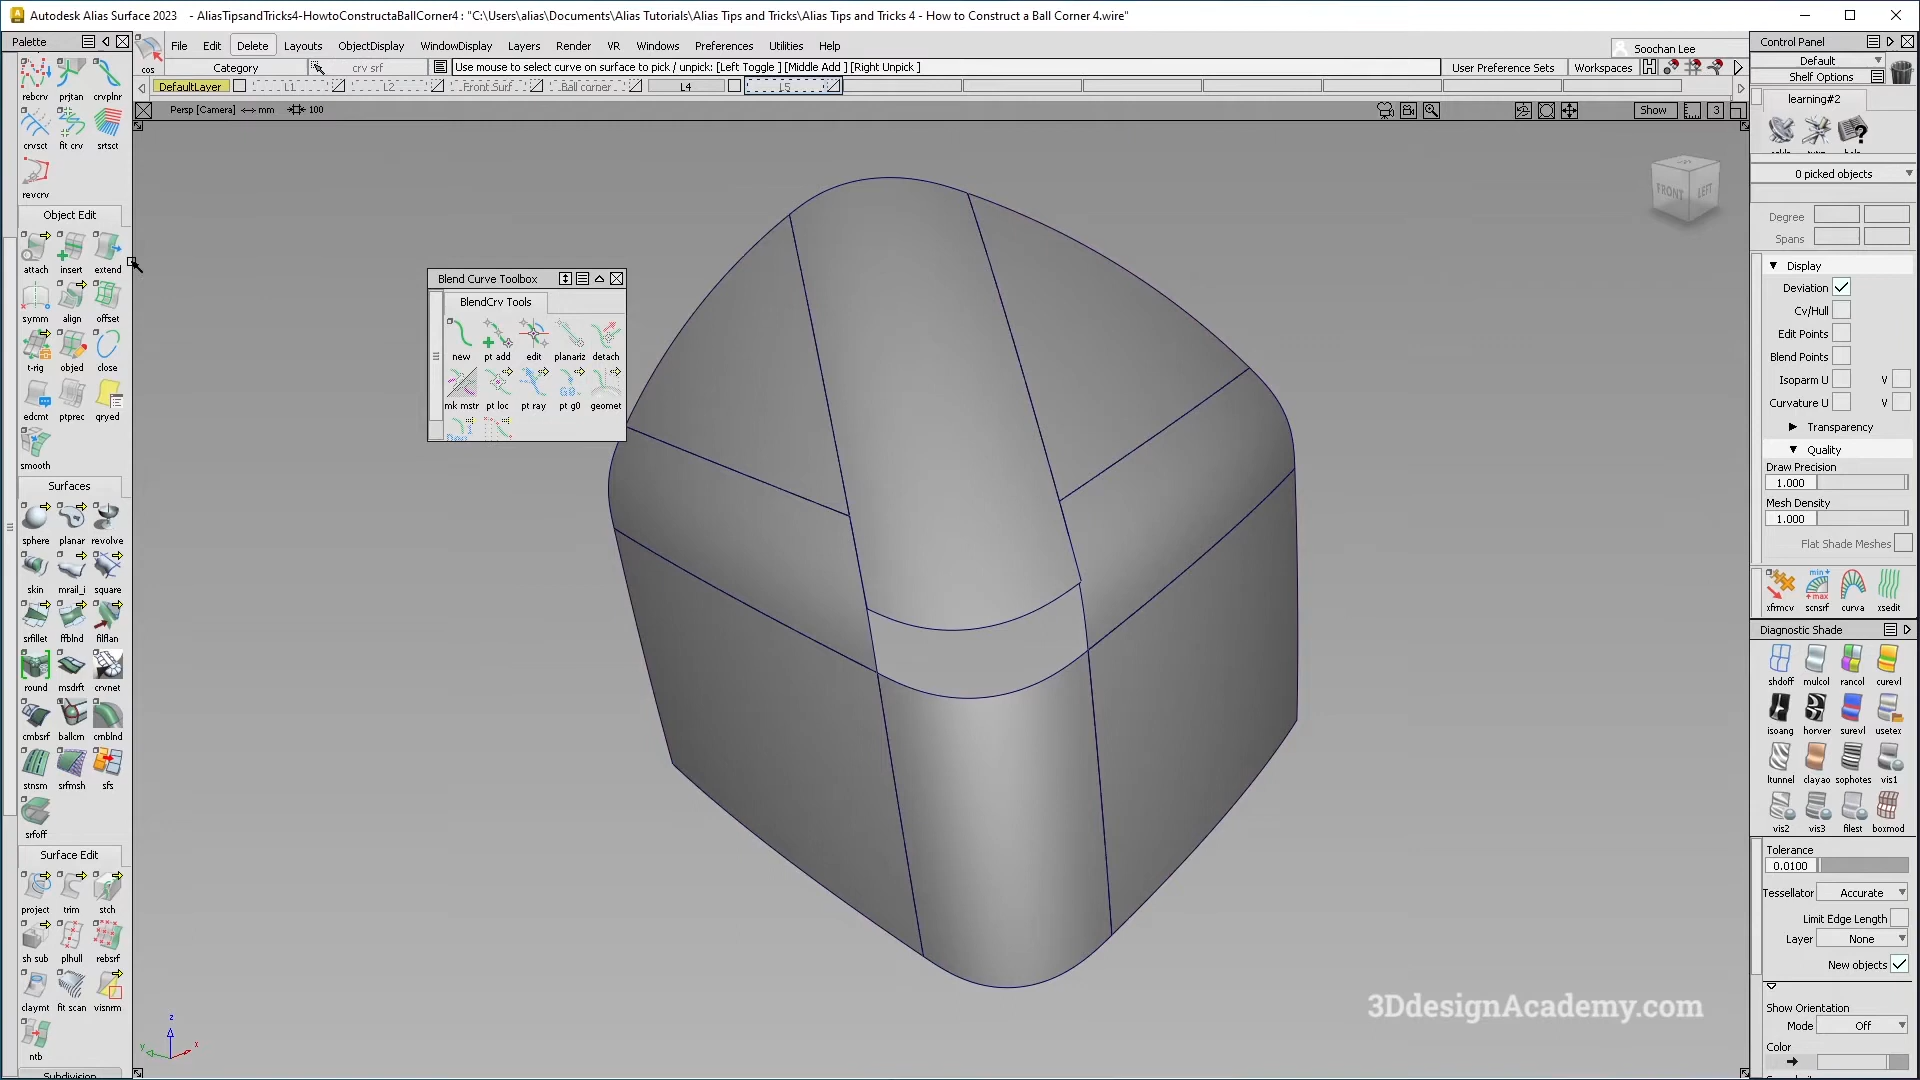 Autodesk Alias Surface 2023 - AliasTipsandTricks4-HowtoConstructaBallCorner4 : "C:\Users\alias\Documents\Alias Tutorials\Alias Tips and Tricks\Alias Tips and Tricks 4 - How to Construct a Ball Corner 4.wire"
Palette
File Edit Delete Layouts ObjectDisplay WindowDisplay Layers Render VR Windows Preferences Utilities Help
Soochan Lee
Control Panel
cos
Category
crv srf
Use mouse to select curve on surface to pick / unpick: [Left Toggle ] [Middle Add ] [Right Unpick ]
User Preference Sets
Workspaces
Default
Shelf Options
DefaultLayer L1 L2 Front Surf Ball corner L4 L5
Persp [Camera] <-> mm 100
Show
3
learning#2
rebcrv prjtan crvplnr
crvsct fit crv srtsct
revcrv
Object Edit
attach insert extend
symm align offset
t-rig objed close
edcmt ptprec qryed
smooth
Surfaces
sphere planar revolve
skin mrail_i square
srfillet ffblnd filflan
round msdrft crvnet
cmbsrf ballcrn crnblnd
stnsm srfmsh sfs
srfoff
Surface Edit
project trim stch
sh sub plhull rebsrf
claymt fit scan visnrm
ntb
Subdivision
Blend Curve Toolbox
BlendCrv Tools
new pt add edit planariz detach
mk mstr pt loc pt ray pt g0 geomet
FRONT LEFT
0 picked objects
Degree
Spans
Display
Deviation
Cv/Hull
Edit Points
Blend Points
Isoparm U V
Curvature U V
Transparency
Quality
Draw Precision
1.000
Mesh Density
1.000
Flat Shade Meshes
xfrmcv scnsrf curva xsedit
Diagnostic Shade
shdoff mulcol rancol curevl
isoang horver surevl usetex
ltunnel clayao sophotes vis1
vis2 vis3 filest boxmod
Tolerance
0.0100
Tessellator Accurate
Limit Edge Length
Layer None
New objects
Show Orientation
Mode Off
Color
z
y
x
3DdesignAcademy.com